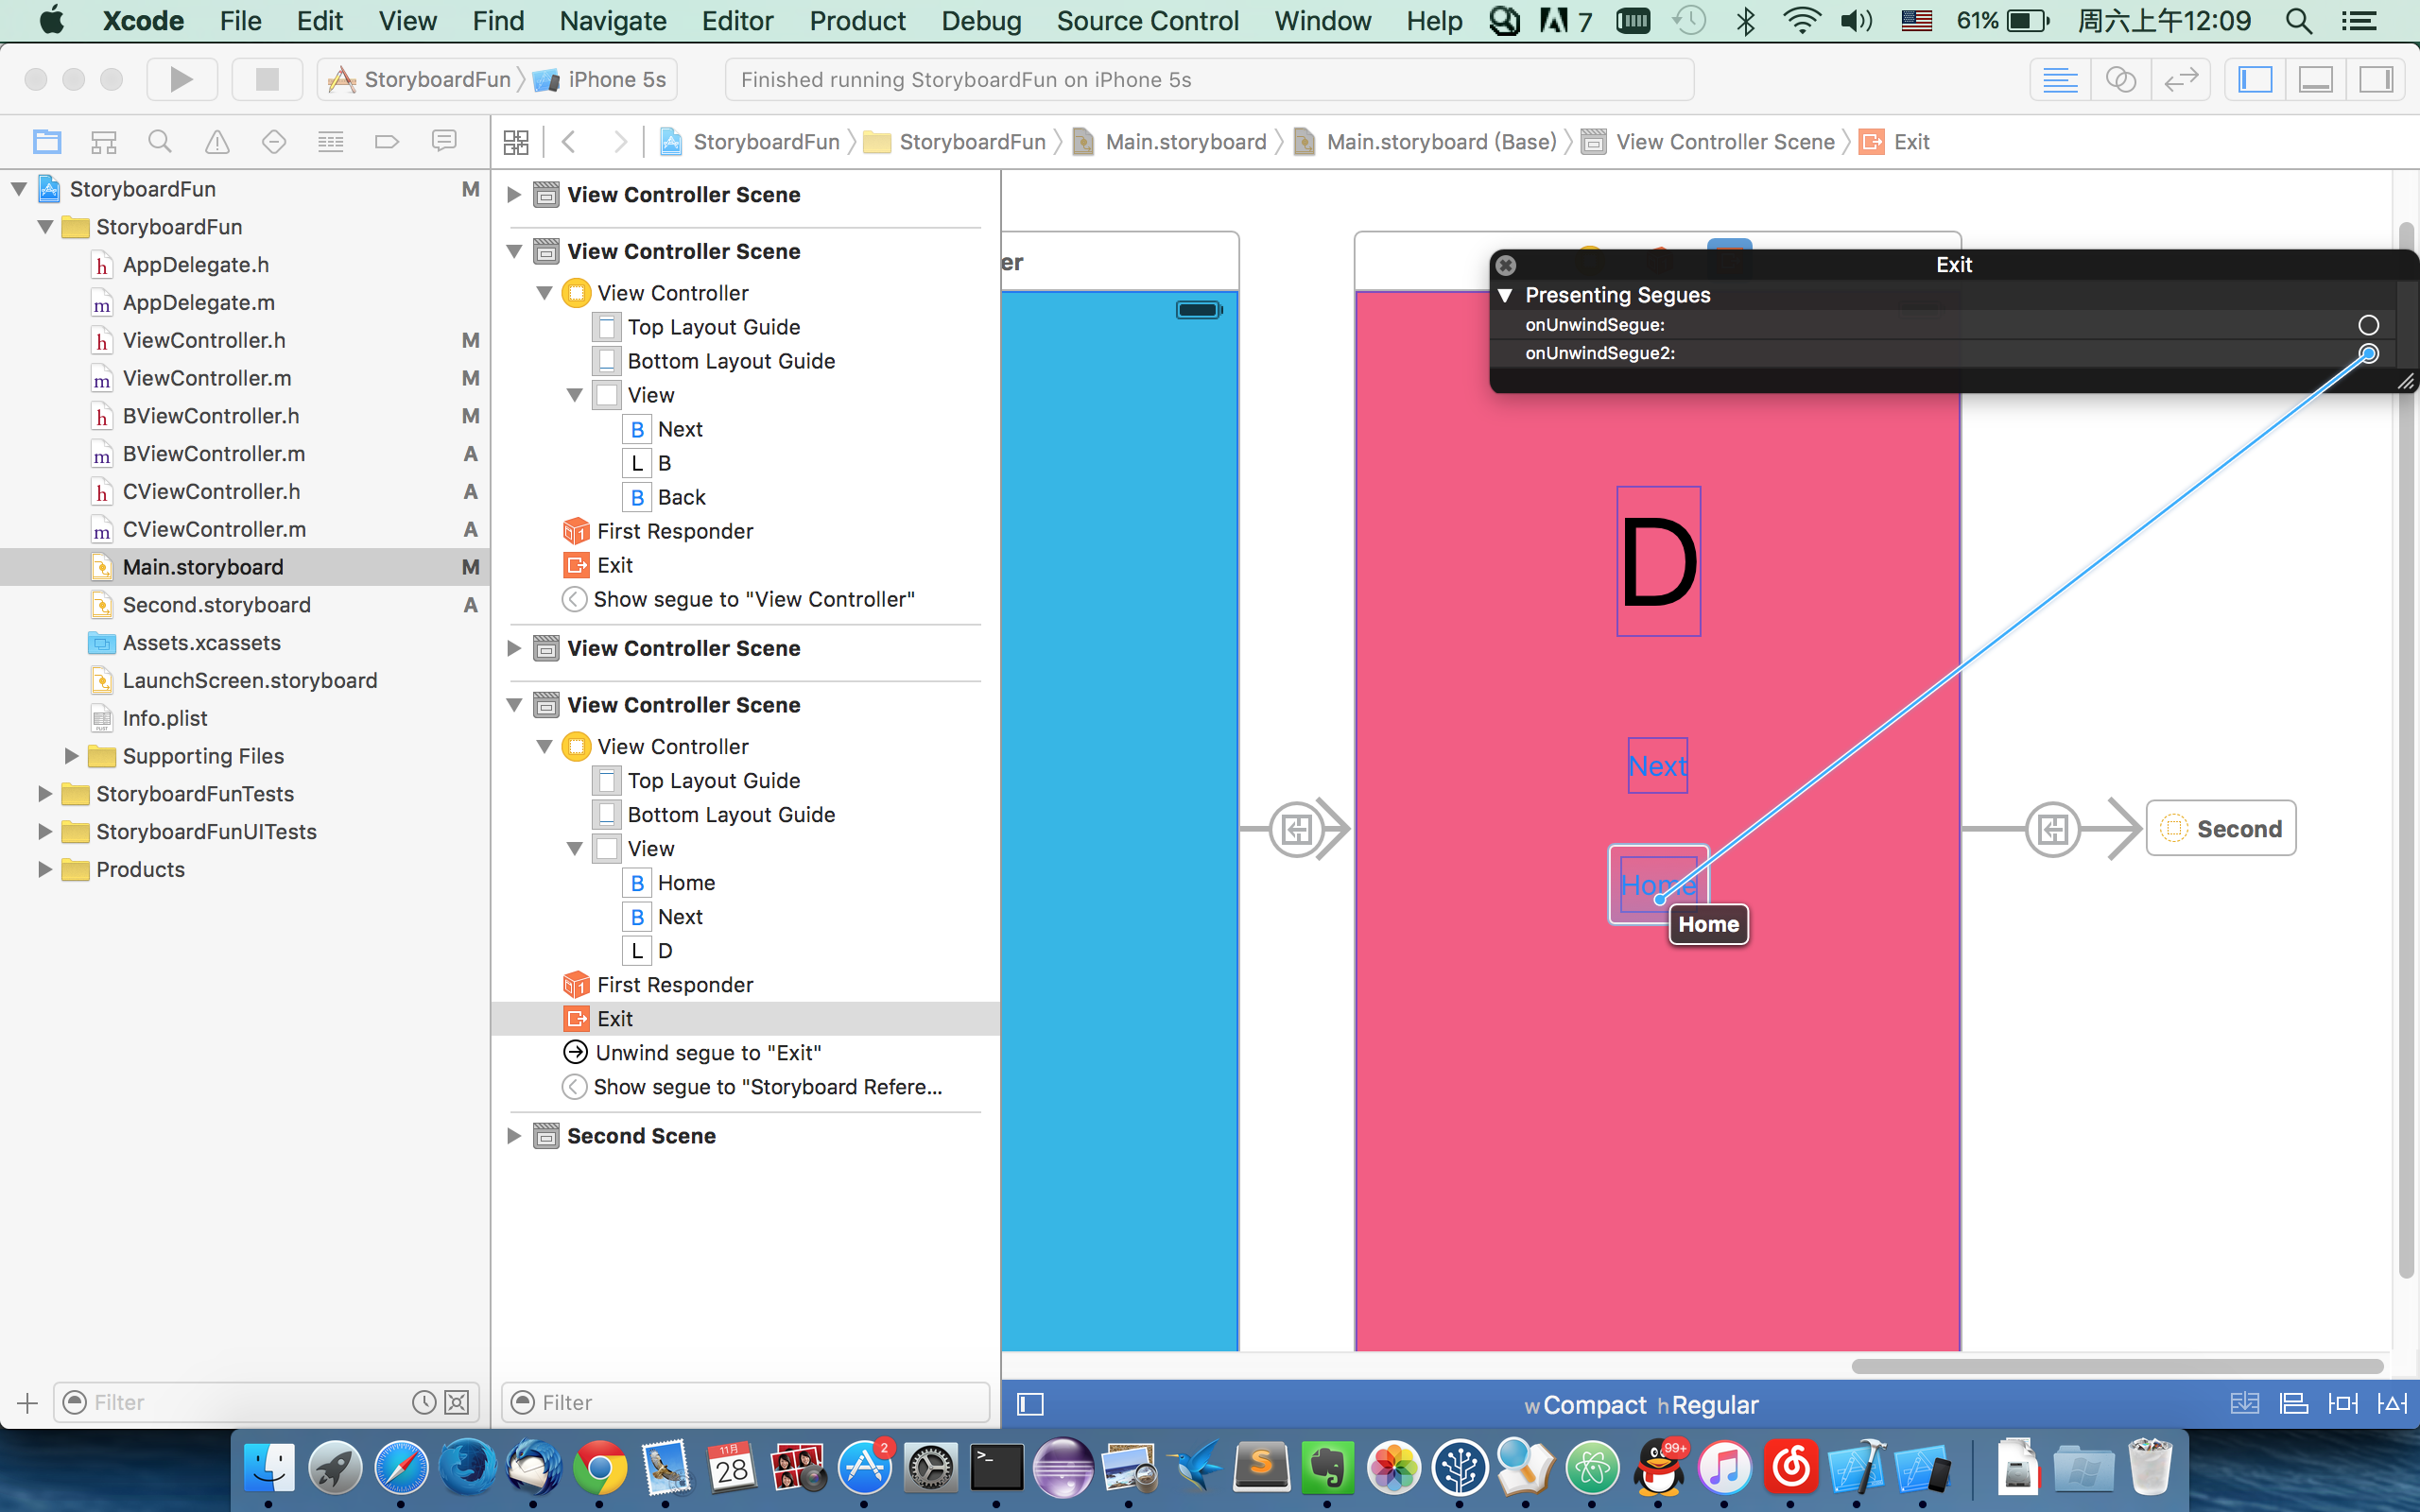 Xcode File Edit View Find Navigate Editor Product Debug Source Control Window Help 7 61% 周六上午12:09
StoryboardFun iPhone 5s
Finished running StoryboardFun on iPhone 5s
StoryboardFun StoryboardFun Main.storyboard Main.storyboard (Base) View Controller Scene Exit
StoryboardFun M
StoryboardFun
h AppDelegate.h
m AppDelegate.m
h ViewController.h M
m ViewController.m M
h BViewController.h M
m BViewController.m A
h CViewController.h A
m CViewController.m A
Main.storyboard M
Second.storyboard A
Assets.xcassets
LaunchScreen.storyboard
Info.plist
Supporting Files
StoryboardFunTests
StoryboardFunUITests
Products
Filter
View Controller Scene
View Controller Scene
View Controller
Top Layout Guide
Bottom Layout Guide
View
B Next
L B
B Back
First Responder
Exit
Show segue to "View Controller"
View Controller Scene
View Controller Scene
View Controller
Top Layout Guide
Bottom Layout Guide
View
B Home
B Next
L D
First Responder
Exit
Unwind segue to "Exit"
Show segue to "Storyboard Refere...
Second Scene
Filter
er
Exit
Presenting Segues
onUnwindSegue:
onUnwindSegue2:
D
Next
Home
Home
Second
wCompact hRegular
11月
28
2
>_
S
99+